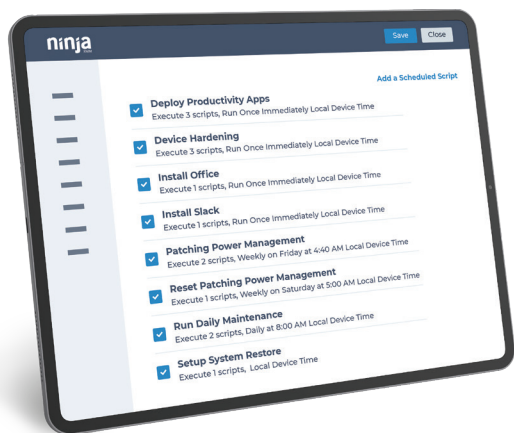 ninja
Save
Close
Add a Scheduled Script
Deploy Productivity Apps
Execute 3 scripts, Run Once Immediately Local Device Time
Device Hardening
Execute 3 scripts, Run Once Immediately Local Device Time
Install Office
Execute 1 scripts, Run Once Immediately Local Device Time
Install Slack
Execute 1 scripts, Run Once Immediately Local Device Time
Patching Power Management
Execute 2 scripts, Weekly on Friday at 4:40 AM Local Device Time
Reset Patching Power Management
Execute 1 scripts, Weekly on Saturday at 5:00 AM Local Device Time
Run Daily Maintenance
Execute 2 scripts, Daily at 8:00 AM Local Device Time
Setup System Restore
Execute 1 scripts, Local Device Time